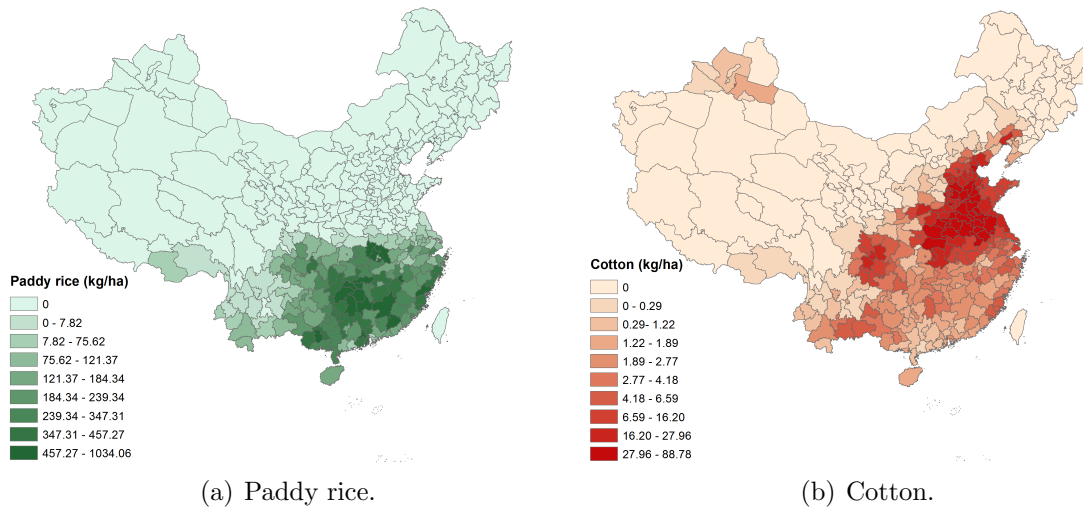 Paddy rice (kg/ha)
0
0 - 7.82
7.82 - 75.62
75.62 - 121.37
121.37 - 184.34
184.34 - 239.34
239.34 - 347.31
347.31 - 457.27
457.27 - 1034.06
(a) Paddy rice.
Cotton (kg/ha)
0
0 - 0.29
0.29- 1.22
1.22 - 1.89
1.89 - 2.77
2.77 - 4.18
4.18 - 6.59
6.59 - 16.20
16.20 - 27.96
27.96 - 88.78
(b) Cotton.